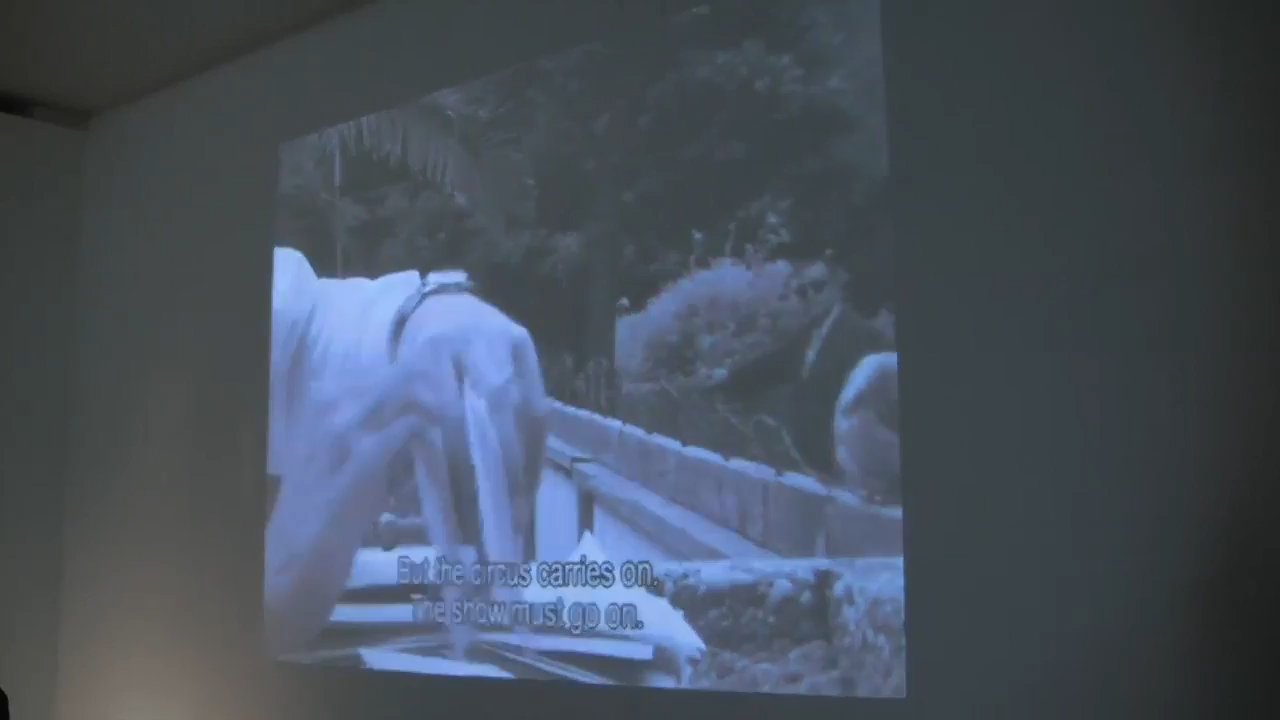 But the circus carries on.
The show must go on.